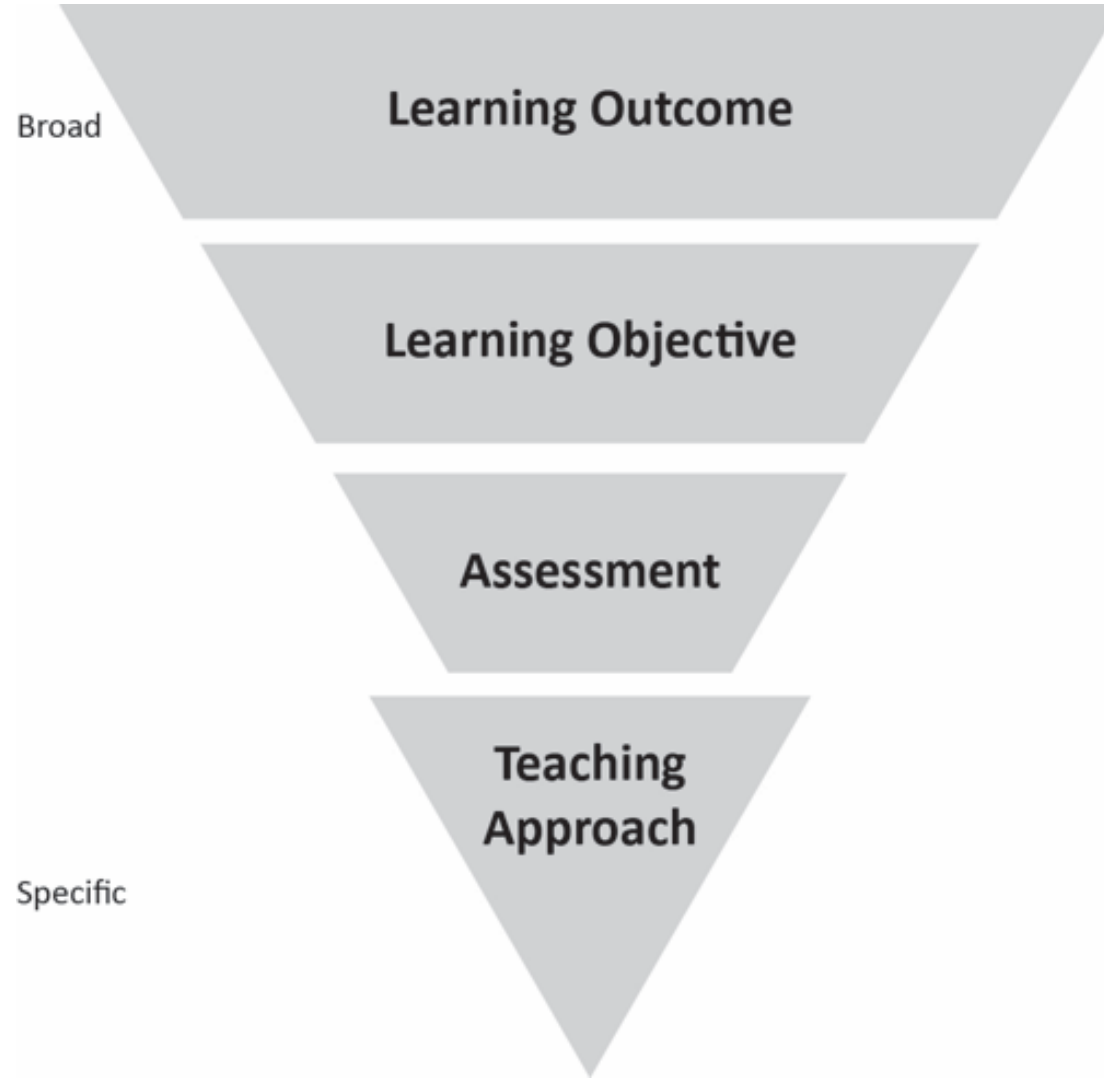 Learning Outcome
Broad
Learning Objective
Assessment
Teaching
Approach
Specific